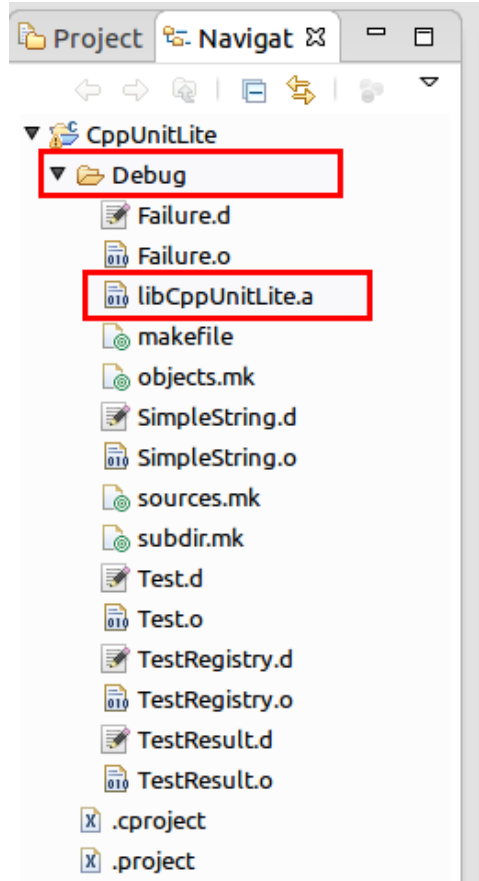 Project Navigat
CppUnitLite
Debug
Failure.d
Failure.o
libCppUnitLite.a
makefile
objects.mk
SimpleString.d
SimpleString.o
sources.mk
subdir.mk
Test.d
Test.o
TestRegistry.d
TestRegistry.o
TestResult.d
TestResult.o
.cproject
.project